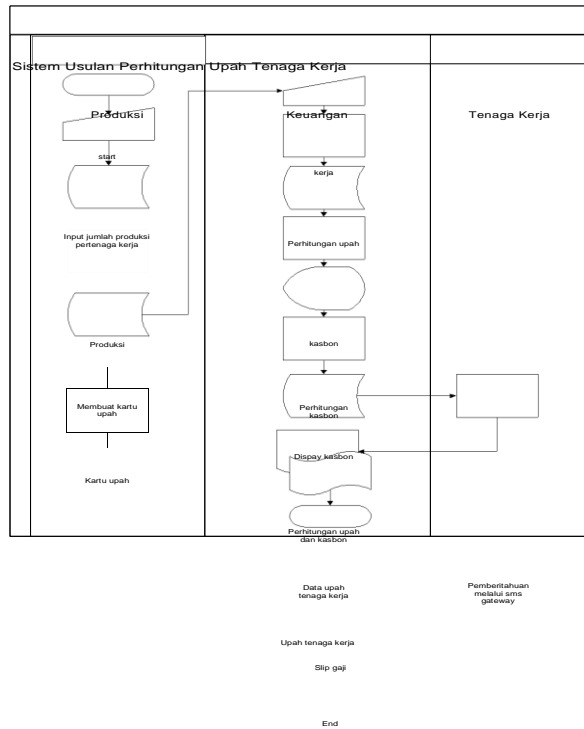 Sistem Usulan Perhitungan Upah Tenaga Kerja
Produksi
Keuangan
Tenaga Kerja
start
Input jumlah produksi
pertenaga kerja
Produksi
Membuat kartu
upah
Kartu upah
kerja
Perhitungan upah
kasbon
Perhitungan
kasbon
Dispay kasbon
Perhitungan upah
dan kasbon
Data upah
tenaga kerja
Upah tenaga kerja
Slip gaji
End
Pemberitahuan
melalui sms
gateway